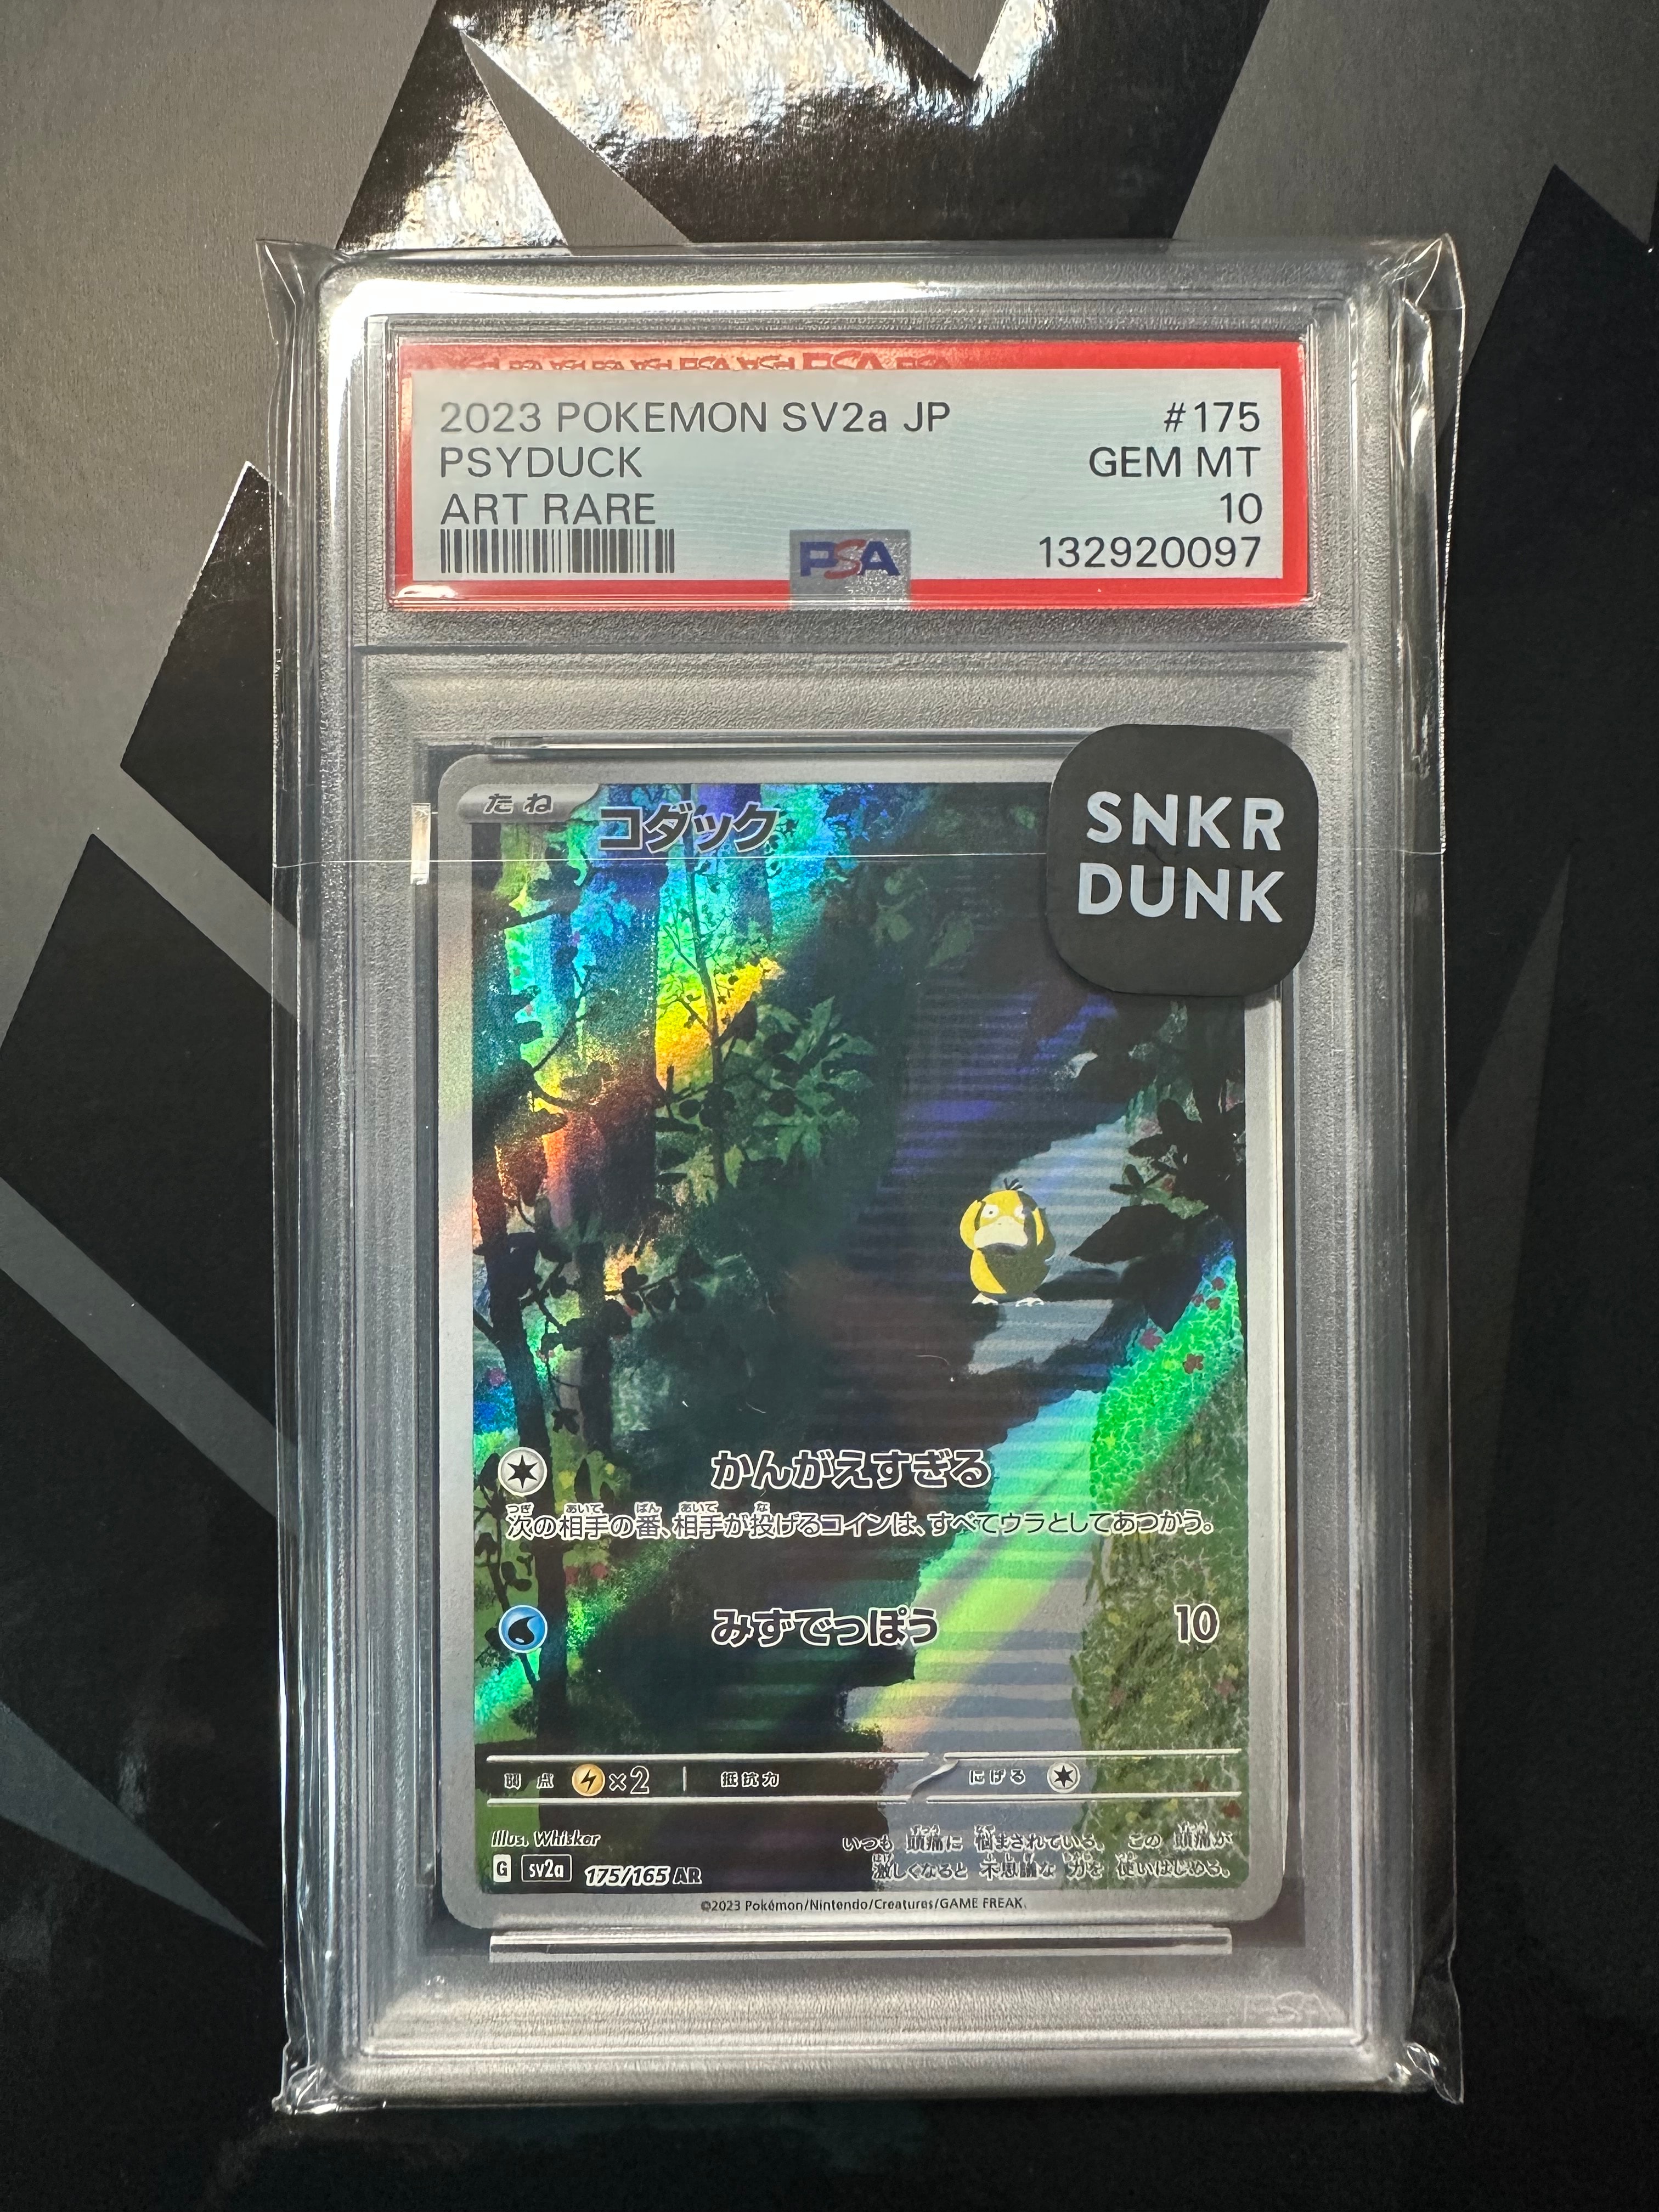 2023 POKEMON SV2a JP #175
PSYDUCK GEM MT
ART RARE 10
PSA 132920097
たね コダック
SNKR
DUNK
かんがえすぎる
次の相手の番、相手が投げるコインは、すべてウラとしてあつかう。
みずでっぽう 10
弱点 ×2 抵抗力 にげる
Illus. Whisker
いつも 頭痛に 悩まされている。 この 頭痛が
激しくなると 不思議な 力を 使いはじめる。
G sv2a 175/165 AR
©2023 Pokémon/Nintendo/Creatures/GAME FREAK.